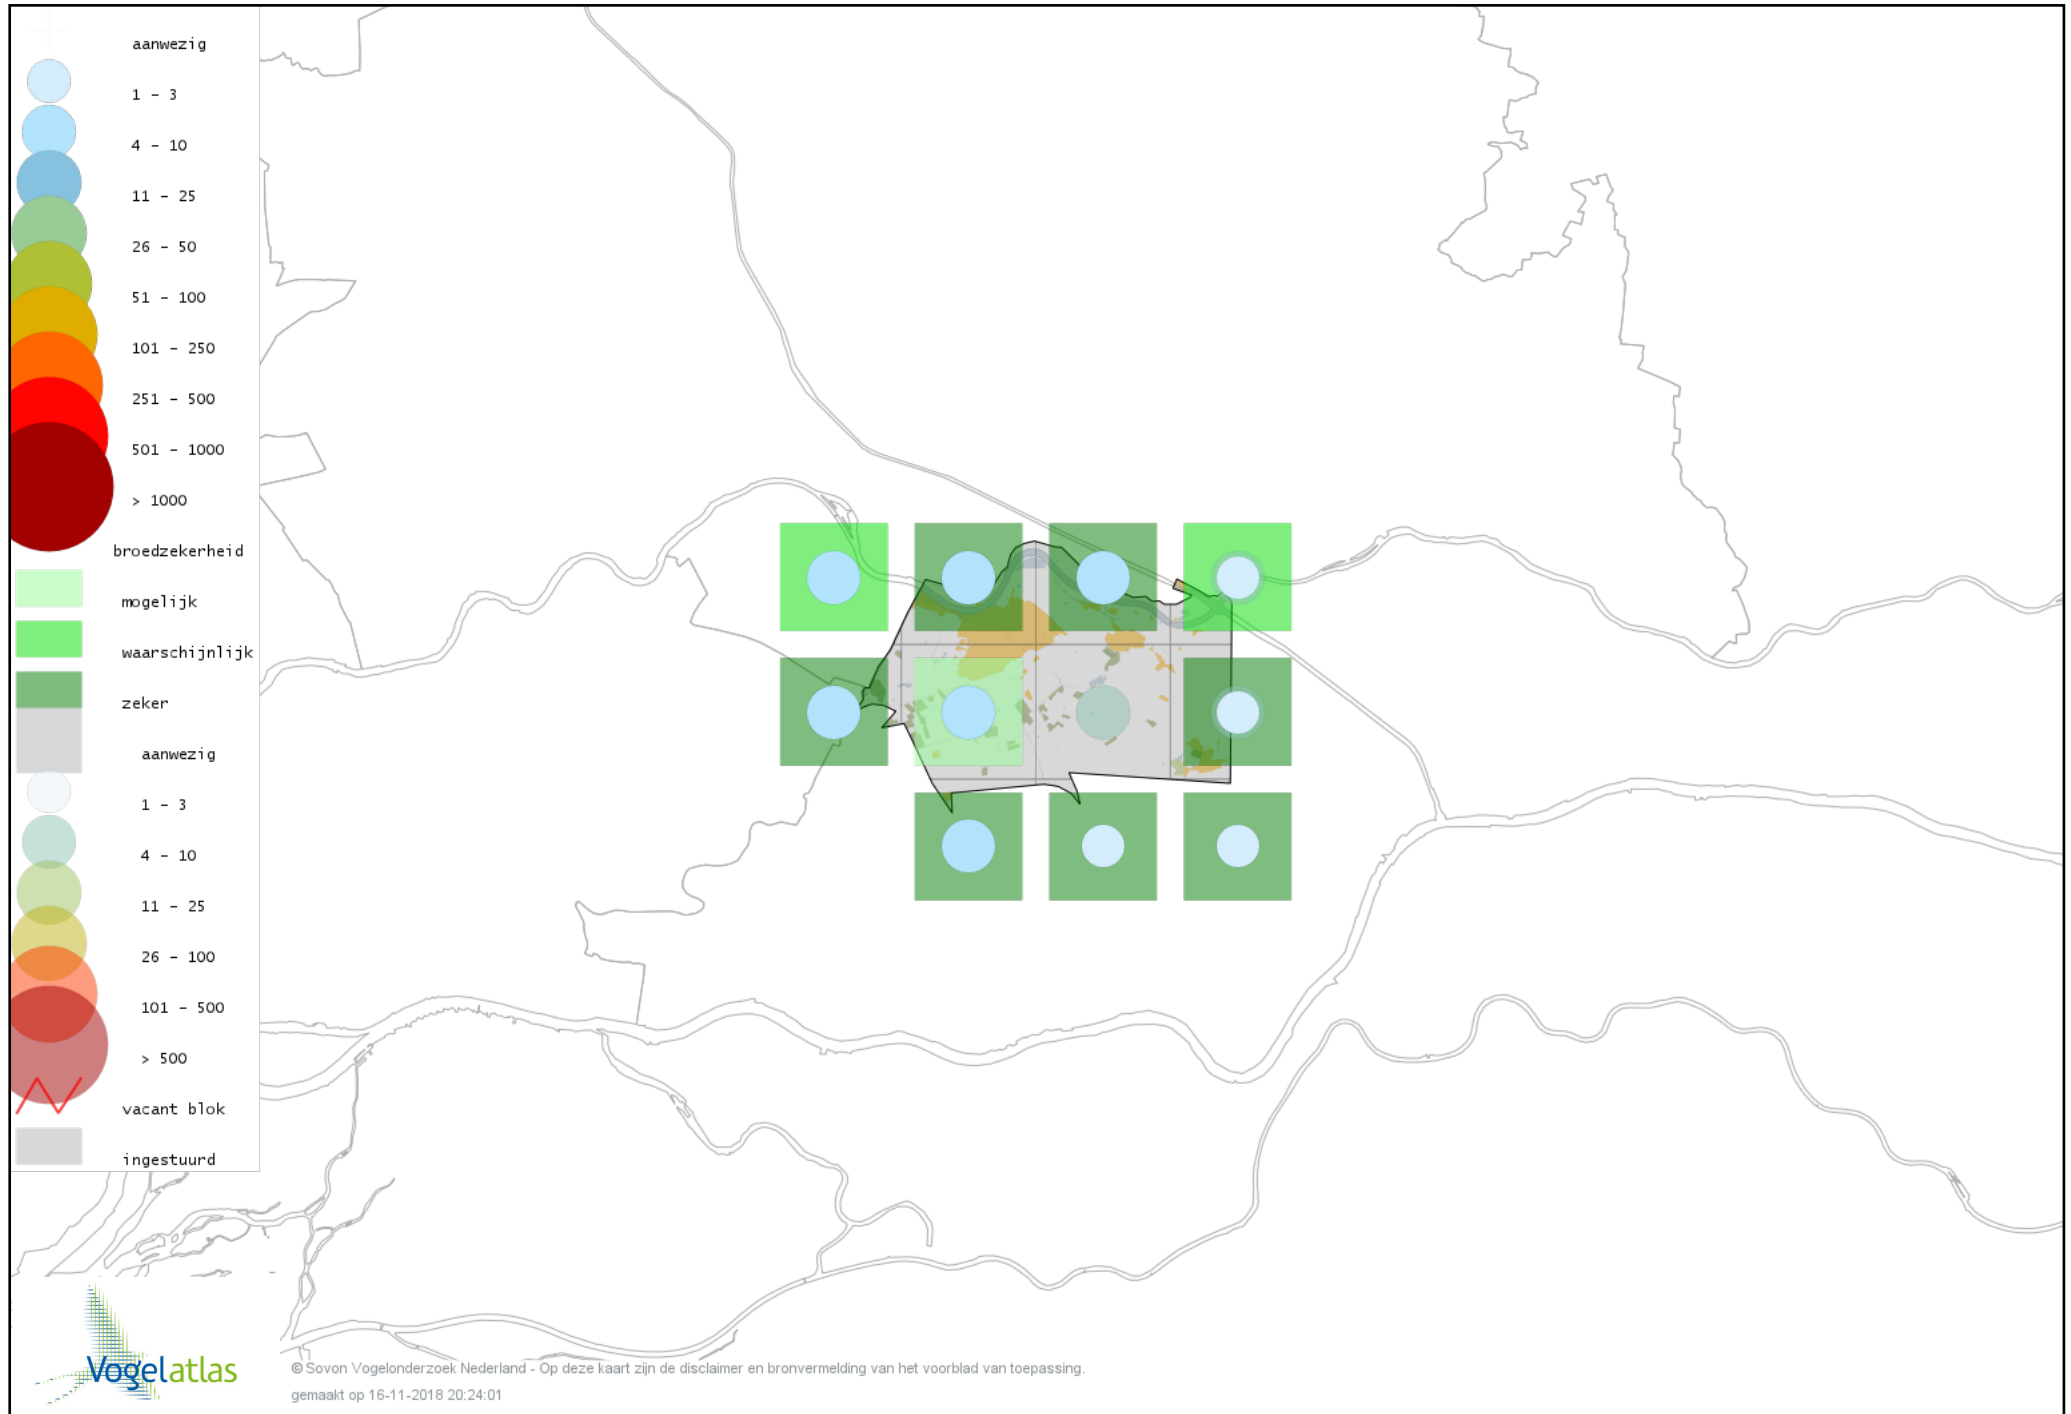 aanwezig
1 - 3
4 - 10
11 - 25
26 - 50
51 - 100
101 - 250
251 - 500
501 - 1000
> 1000
broedzekerheid
mogelijk
waarschijnlijk
zeker
aanwezig
1 - 3
4 - 10
11 - 25
26 - 100
101 - 500
> 500
vacant blok
ingestuurd
Vogelatlas
© Sovon Vogelonderzoek Nederland - Op deze kaart zijn de disclaimer en bronvermelding van het voorblad van toepassing.
gemaakt op 16-11-2018 20:24:01